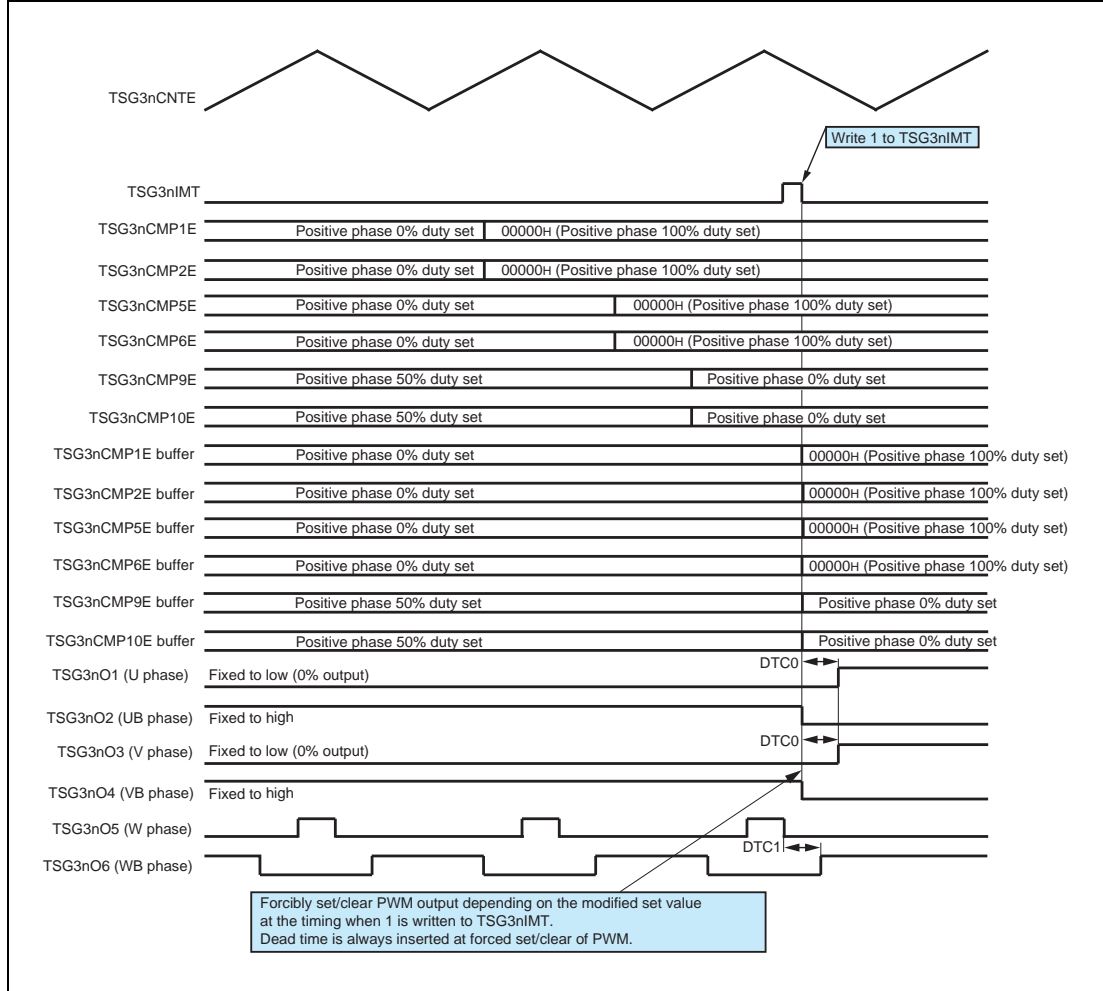 TSG3nCNTE
Write 1 to TSG3nIMT
TSG3nIMT
TSG3nCMP1E Positive phase 0% duty set 00000H (Positive phase 100% duty set)
TSG3nCMP2E Positive phase 0% duty set 00000H (Positive phase 100% duty set)
TSG3nCMP5E Positive phase 0% duty set 00000H (Positive phase 100% duty set)
TSG3nCMP6E Positive phase 0% duty set 00000H (Positive phase 100% duty set)
TSG3nCMP9E Positive phase 50% duty set Positive phase 0% duty set
TSG3nCMP10E Positive phase 50% duty set Positive phase 0% duty set
TSG3nCMP1E buffer Positive phase 0% duty set 00000H (Positive phase 100% duty set)
TSG3nCMP2E buffer Positive phase 0% duty set 00000H (Positive phase 100% duty set)
TSG3nCMP5E buffer Positive phase 0% duty set 00000H (Positive phase 100% duty set)
TSG3nCMP6E buffer Positive phase 0% duty set 00000H (Positive phase 100% duty set)
TSG3nCMP9E buffer Positive phase 50% duty set Positive phase 0% duty set
TSG3nCMP10E buffer Positive phase 50% duty set Positive phase 0% duty set
DTC0
TSG3nO1 (U phase) Fixed to low (0% output)
TSG3nO2 (UB phase) Fixed to high
DTC0
TSG3nO3 (V phase) Fixed to low (0% output)
TSG3nO4 (VB phase) Fixed to high
TSG3nO5 (W phase)
DTC1
TSG3nO6 (WB phase)
Forcibly set/clear PWM output depending on the modified set value
at the timing when 1 is written to TSG3nIMT.
Dead time is always inserted at forced set/clear of PWM.